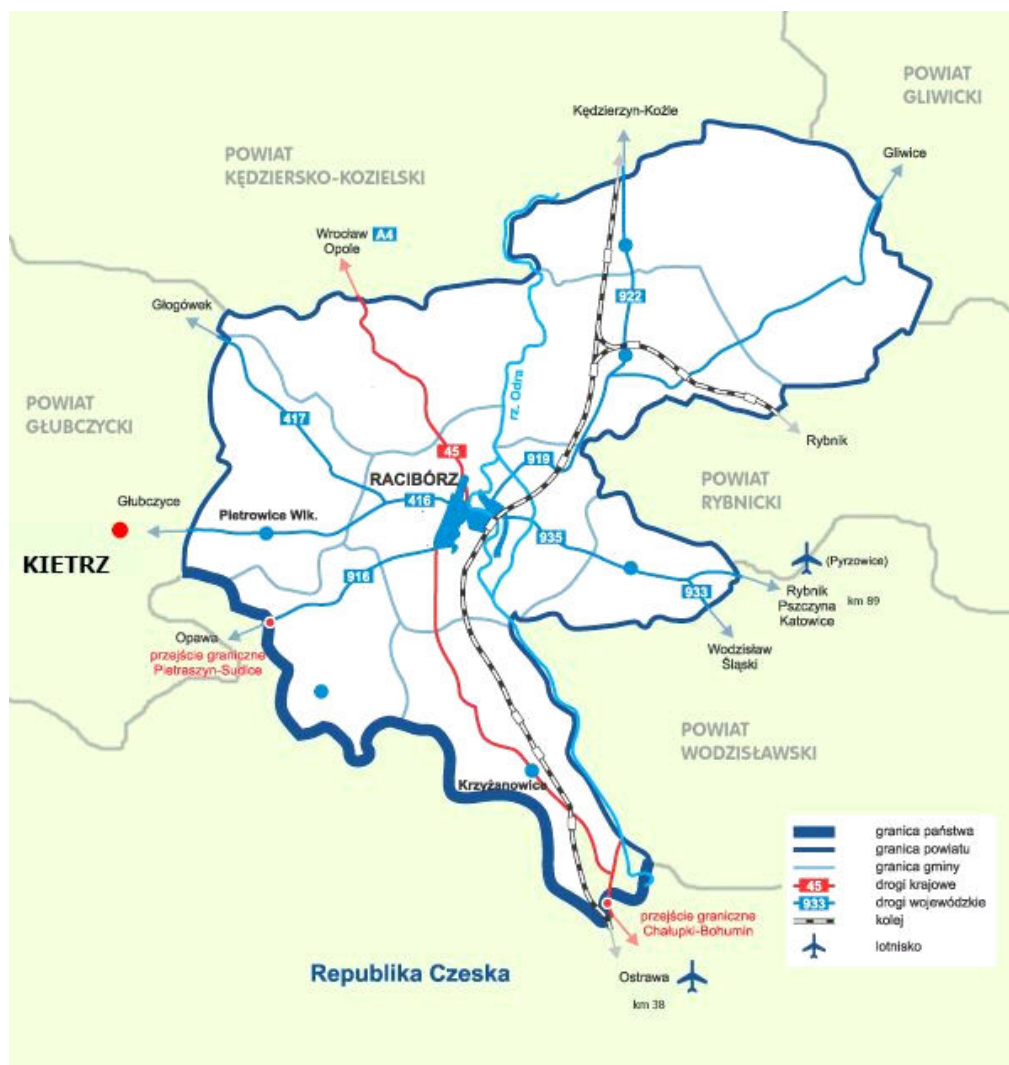 POWIAT
GLIWICKI
Kędzierzyn-Koźle
POWIAT
KĘDZIERSKO-KOZIELSKI
Gliwice
Wrocław A4
Opole
Głogówek
922
rz. Odra
POWIAT
GŁUBCZYCKI
417
45
919
Rybnik
RACIBÓRZ
416
POWIAT
RYBNICKI
Głubczyce
Pietrowice Wlk.
KIETRZ
935
916
933
(Pyrzowice)
Rybnik
Pszczyna
Katowice
km 89
Opawa
przejście graniczne
Pietraszyn-Sudice
Wodzisław
Śląski
POWIAT
WODZISŁAWSKI
Krzyżanowice
granica państwa
granica powiatu
granica gminy
45 drogi krajowe
933 drogi wojewódzkie
kolej
lotnisko
przejście graniczne
Chałupki-Bohumin
Republika Czeska
Ostrawa
km 38